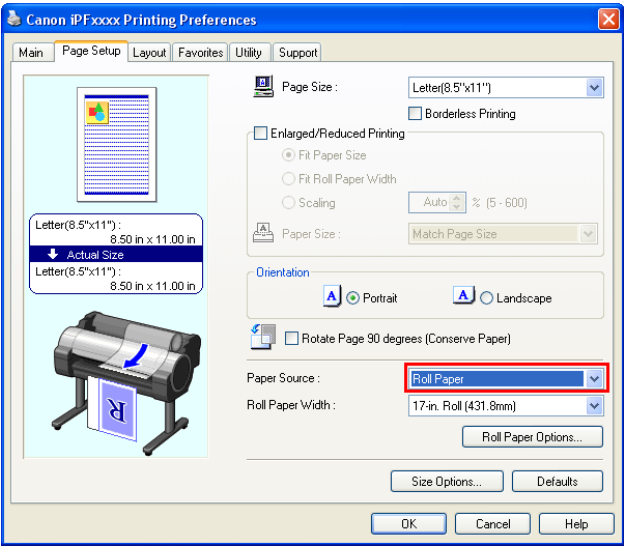 Canon iPFxxxx Printing Preferences
Main Page Setup Layout Favorites Utility Support
Page Size : Letter(8.5"x11")
Borderless Printing
Enlarged/Reduced Printing
Fit Paper Size
Fit Roll Paper Width
Scaling Auto % (5 - 600)
Paper Size : Match Page Size
Letter(8.5"x11") :
8.50 in x 11.00 in
Actual Size
Letter(8.5"x11") :
8.50 in x 11.00 in
Orientation
A Portrait A Landscape
Rotate Page 90 degrees (Conserve Paper)
Paper Source : Roll Paper
Roll Paper Width : 17-in. Roll (431.8mm)
R
Roll Paper Options...
Size Options... Defaults
OK Cancel Help